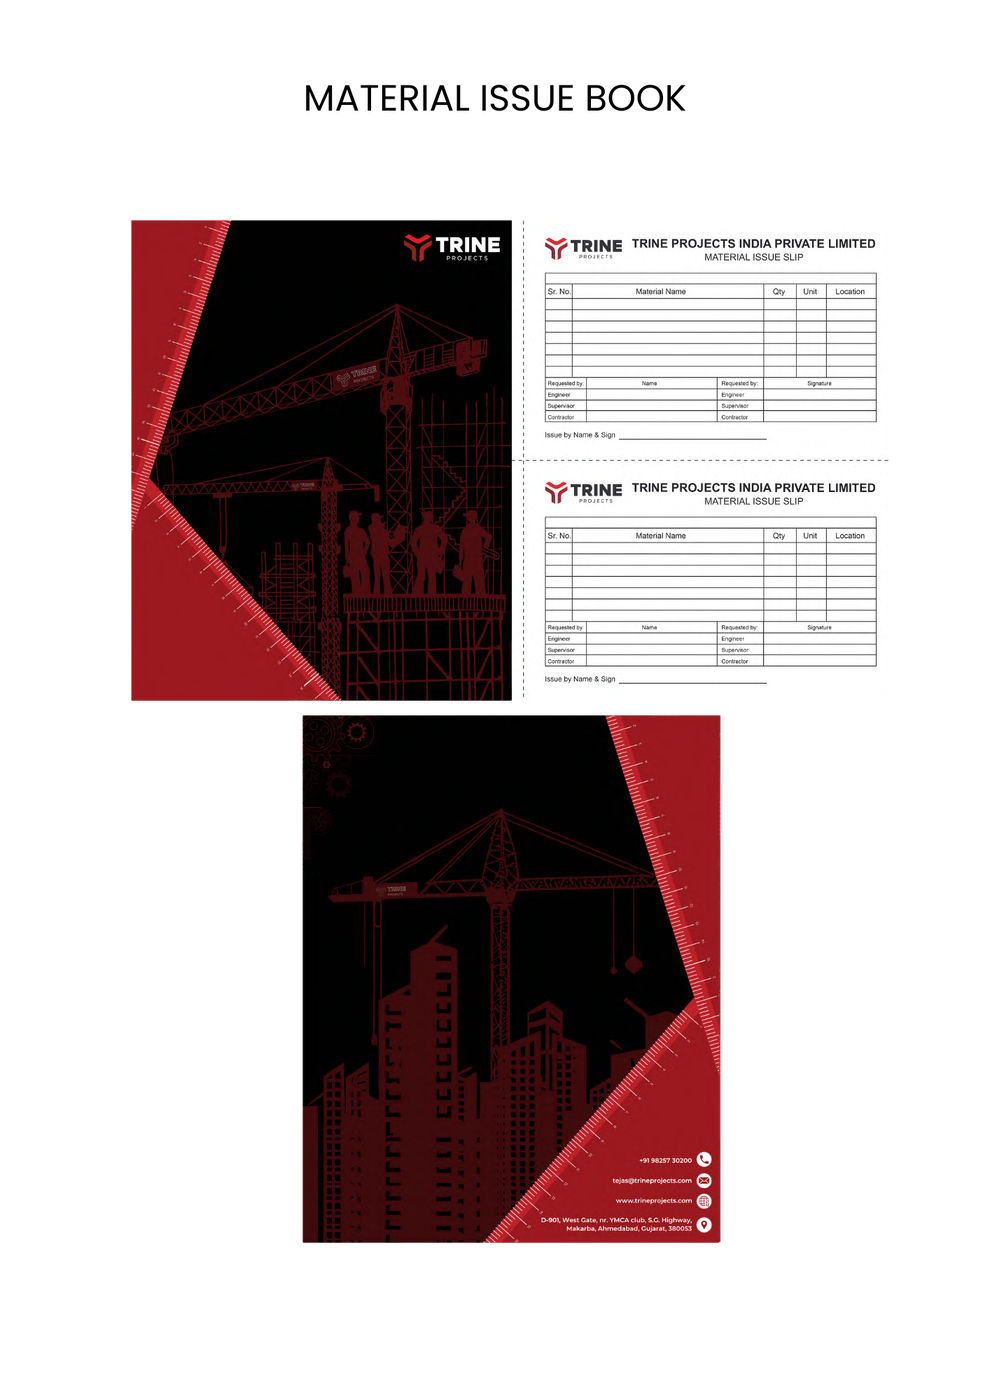 MATERIAL ISSUE BOOK
TRINE
PROJECTS
TRINE
PROJECTS
TRINE
PROJECTS
TRINE PROJECTS INDIA PRIVATE LIMITED
MATERIAL ISSUE SLIP
Sr. No. Material Name Qty Unit Location
Requested by: Name Requested by: Signature
Engineer Engineer
Supervisor Supervisor
Contractor Contractor
Issue by Name & Sign
TRINE
PROJECTS
TRINE PROJECTS INDIA PRIVATE LIMITED
MATERIAL ISSUE SLIP
Sr. No. Material Name Qty Unit Location
Requested by: Name Requested by: Signature
Engineer Engineer
Supervisor Supervisor
Contractor Contractor
Issue by Name & Sign
TRINE
PROJECTS
+91 98257 30200
tejas@trineprojects.com
www.trineprojects.com
D-901, West Gate, nr. YMCA club, S.G. Highway,
Makarba, Ahmedabad, Gujarat, 380053